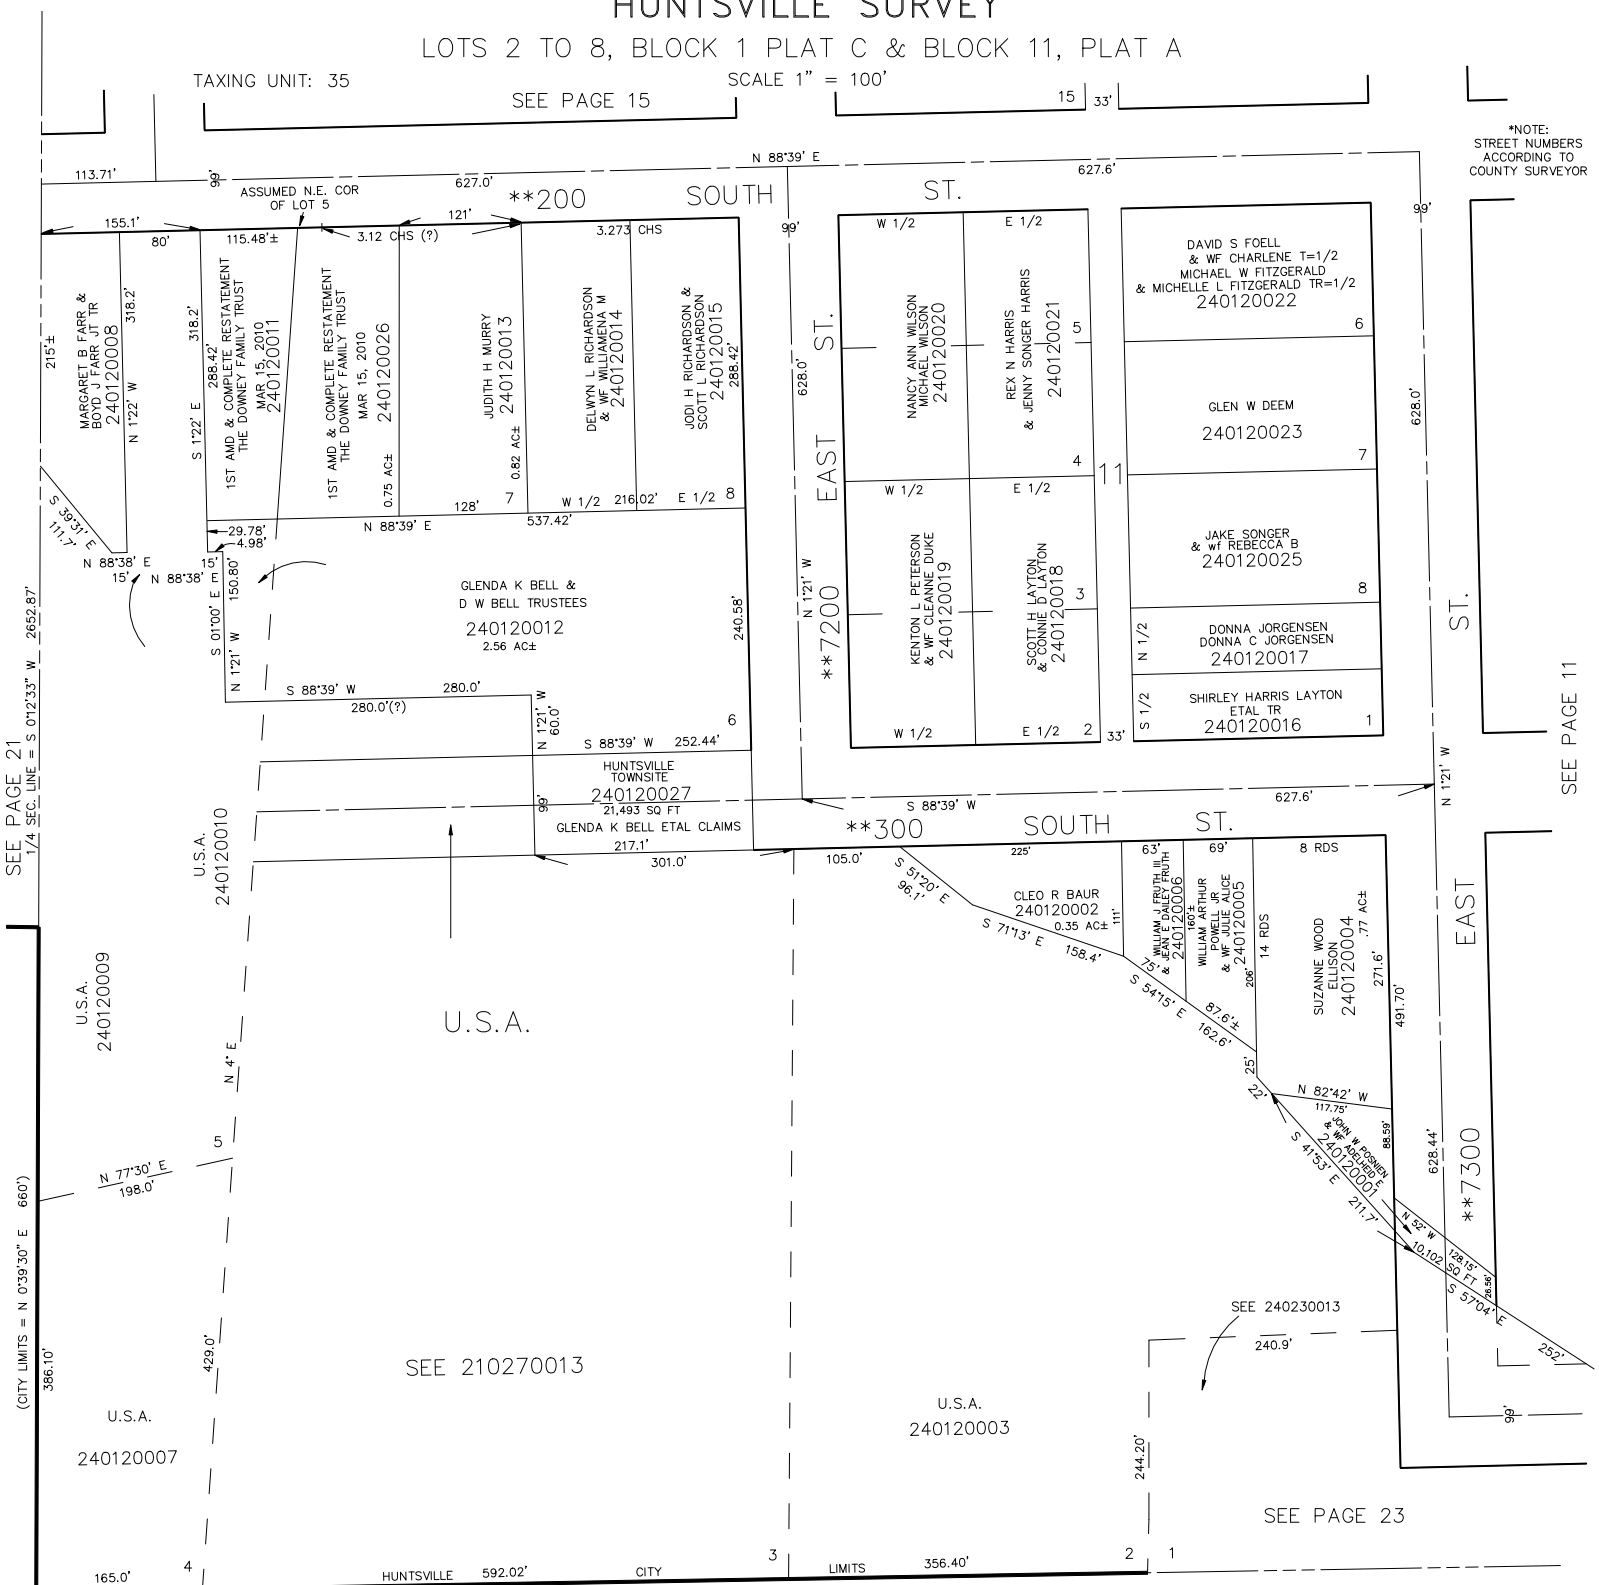 HUNTSVILLE SURVEY
LOTS 2 TO 8, BLOCK 1 PLAT C & BLOCK 11, PLAT A
TAXING UNIT: 35
SCALE 1" = 100'
SEE PAGE 15
15
33'
*NOTE:
STREET NUMBERS
ACCORDING TO
COUNTY SURVEYOR
113.71'
99'
N 88°39' E
627.0'
627.6'
ASSUMED N.E. COR
OF LOT 5
**200 SOUTH ST.
99'
99'
155.1'
80'
115.48'±
121'
3.12 CHS (?)
3.273 CHS
215'±
MARGARET B FARR &
BOYD J FARR JT TR
240120008
N 1°22' W 318.2'
S 1°22' E 318.2'
288.42'
1ST AMD & COMPLETE RESTATEMENT
THE DOWNEY FAMILY TRUST
MAR 15, 2010
240120011
1ST AMD & COMPLETE RESTATEMENT
THE DOWNEY FAMILY TRUST
MAR 15, 2010
240120026
0.75 AC±
JUDITH H MURRY
240120013
0.82 AC±
DELWYN L RICHARDSON
& WF WILLIAMENA M
240120014
JODI H RICHARDSON &
SCOTT L RICHARDSON
240120015
288.42'
128'
7
W 1/2
216.02'
E 1/2
8
N 88°39' E
537.42'
S 39°31' E
111.7'
N 88°38' E
15'
N 88°38' E
15'
29.78'
4.98'
S 01°00' E
150.80'
N 1°21' W
GLENDA K BELL &
D W BELL TRUSTEES
240120012
2.56 AC±
240.58'
S 88°39' W
280.0'
280.0'(?)
N 1°21' W
60.0'
6
S 88°39' W 252.44'
HUNTSVILLE
TOWNSITE
240120027
21,493 SQ FT
GLENDA K BELL ETAL CLAIMS
99'
217.1'
301.0'
628.0'
N 1°21' W
**7200 EAST ST.
W 1/2
E 1/2
NANCY ANN WILSON
MICHAEL WILSON
240120020
REX N HARRIS
& JENNY SONGER HARRIS
240120021
5
4
W 1/2
E 1/2
11
KENTON L PETERSON
& WF CLEANNE DUKE
240120019
SCOTT H LAYTON
& CONNIE D LAYTON
240120018
3
W 1/2
E 1/2
2
33'
DAVID S FOELL
& WF CHARLENE T=1/2
MICHAEL W FITZGERALD
& MICHELLE L FITZGERALD TR=1/2
240120022
6
GLEN W DEEM
240120023
7
JAKE SONGER
& wf REBECCA B
240120025
8
N 1/2
DONNA JORGENSEN
DONNA C JORGENSEN
240120017
S 1/2
SHIRLEY HARRIS LAYTON
ETAL TR
240120016
1
628.0'
N 1°21' W
SEE PAGE 11
S 88°39' W
627.6'
**300 SOUTH ST.
SEE PAGE 21
1/4 SEC. LINE = S 0°12'33" W 2652.87'
U.S.A.
240120010
U.S.A.
240120009
105.0'
S 51°20' E
96.1'
225'
CLEO R BAUR
240120002
0.35 AC±
111'
S 71°13' E
158.4'
63'
WILLIAM J FRUTH III
& JEAN E DAILEY FRUTH
240120006
160'±
75'
69'
WILLIAM ARTHUR
POWELL JR
& WF JULIE ALICE
240120005
206'
S 54°15' E
162.6'
87.6'±
8 RDS
14 RDS
SUZANNE WOOD
ELLISON
240120004
.77 AC±
271.6'
491.70'
25'
22'
N 82°42' W
117.75'
JOHN W POSNIEN
& WF ADELHEID E
240120001
88.59'
S 41°53' E
211.7'
N 52° W
128.15'
10,102 SQ FT
26.56'
S 57°04' E
252'
628.44'
**7300 EAST ST.
99'
U.S.A.
N 4° E
5
N 77°30' E
198.0'
(CITY LIMITS = N 0°39'30" E 660')
386.10'
429.0'
SEE 210270013
U.S.A.
240120007
U.S.A.
240120003
SEE 240230013
240.9'
244.20'
SEE PAGE 23
165.0'
4
HUNTSVILLE 592.02' CITY
3
LIMITS 356.40'
2
1